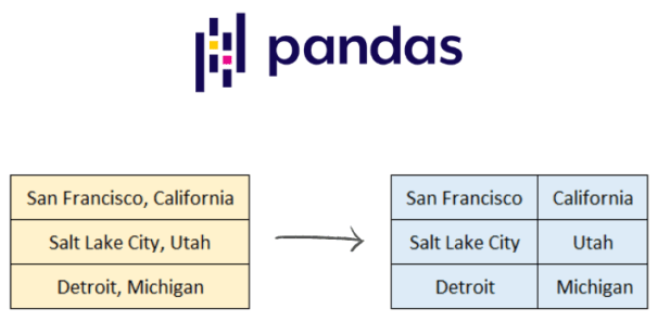 pandas
San Francisco, California
Salt Lake City, Utah
Detroit, Michigan
San Francisco California
Salt Lake City Utah
Detroit Michigan